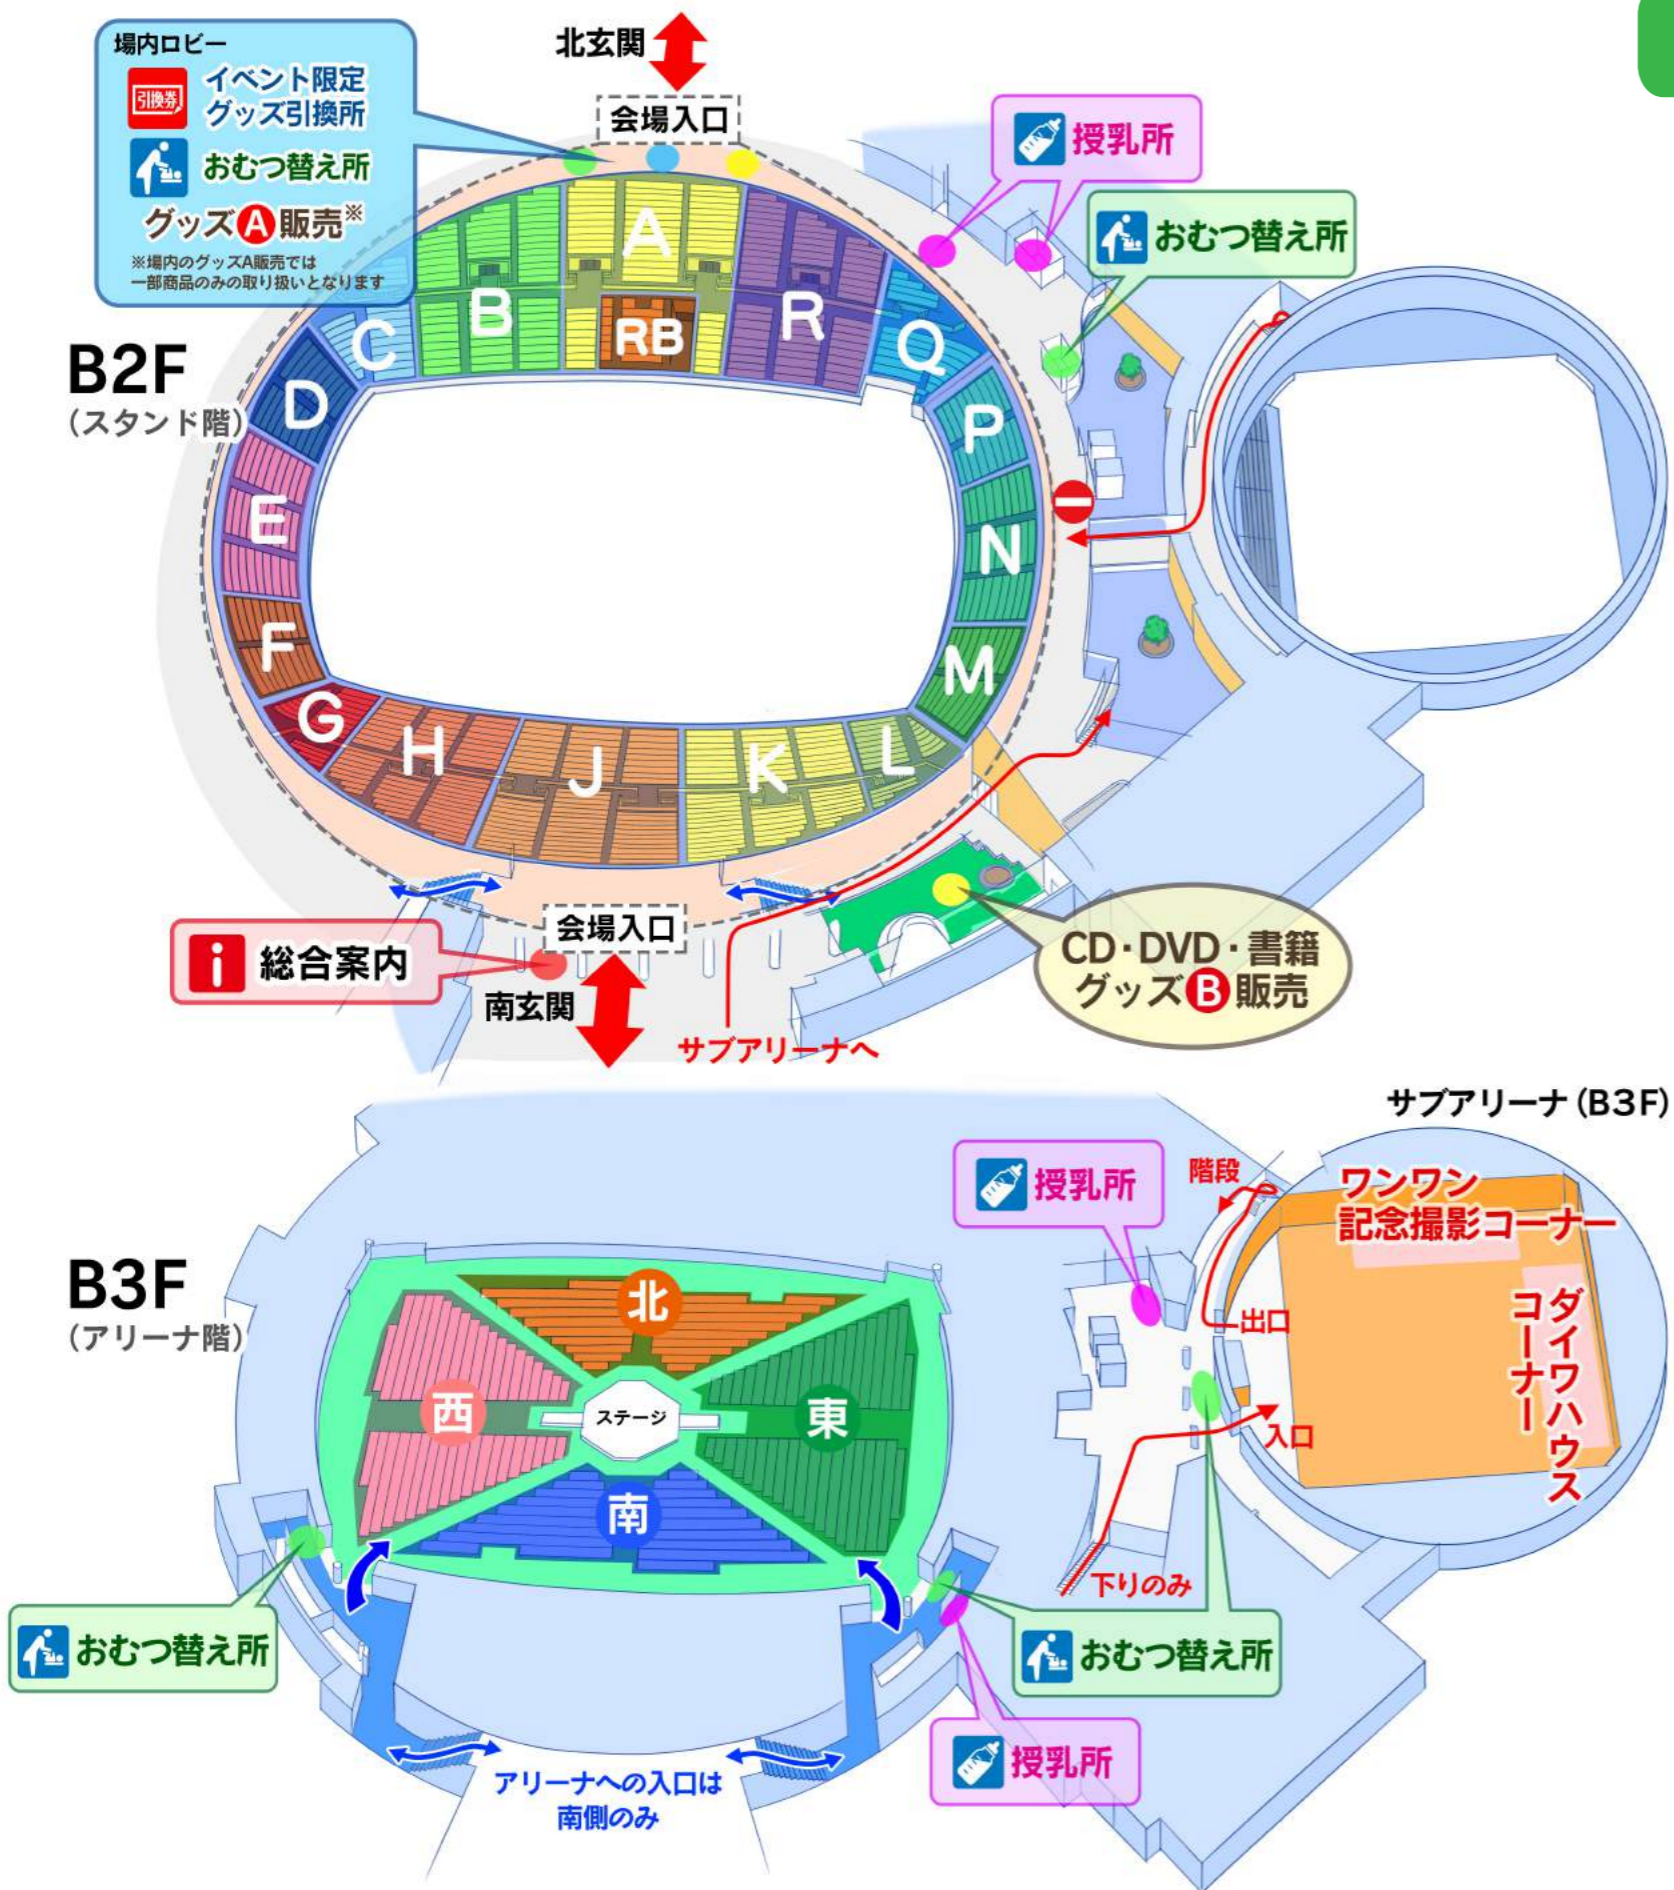 場内ロビー
引換券
イベント限定
グッズ引換所
おむつ替え所
グッズA販売※
※場内のグッズA販売では
一部商品のみの取り扱いとなります
北玄関
会場入口
授乳所
おむつ替え所
B2F
(スタンド階)
A
B
RB
R
C
Q
D
P
E
N
F
M
G
H
J
K
L
会場入口
i 総合案内
南玄関
サブアリーナへ
CD・DVD・書籍
グッズB販売
サブアリーナ(B3F)
B3F
(アリーナ階)
授乳所
階段
ワンワン
記念撮影コーナー
ダイワハウス
コーナー
出口
入口
下りのみ
北
西
ステージ
東
南
おむつ替え所
おむつ替え所
授乳所
アリーナへの入口は
南側のみ